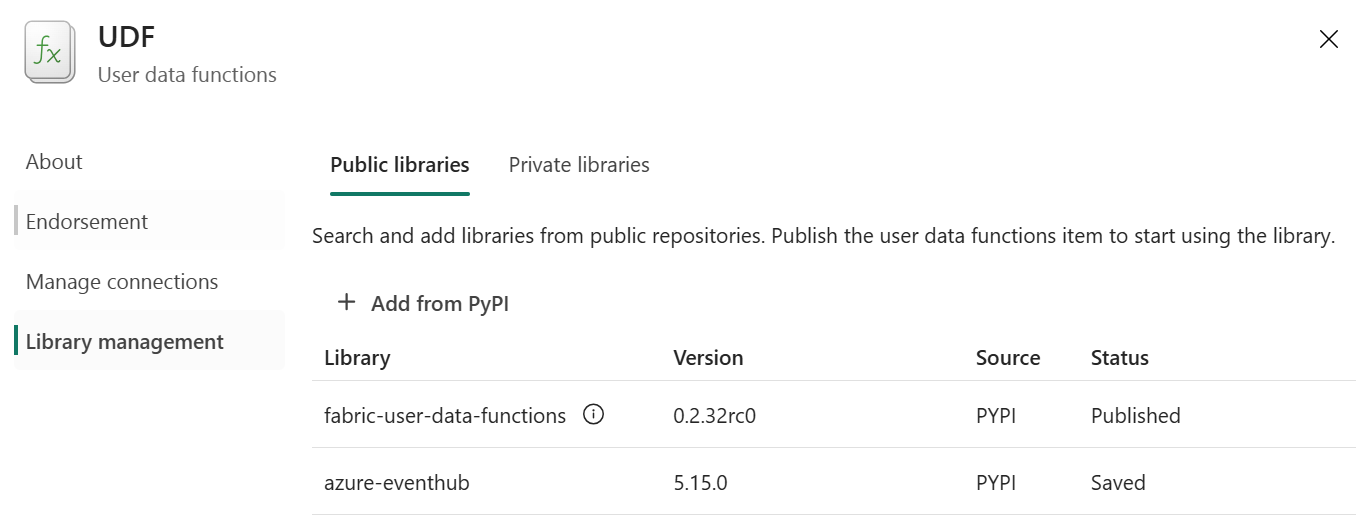 fx
UDF
User data functions
About
Endorsement
Manage connections
Library management
Public libraries Private libraries
Search and add libraries from public repositories. Publish the user data functions item to start using the library.
+ Add from PyPI
Library Version Source Status
fabric-user-data-functions 0.2.32rc0 PYPI Published
azure-eventhub 5.15.0 PYPI Saved